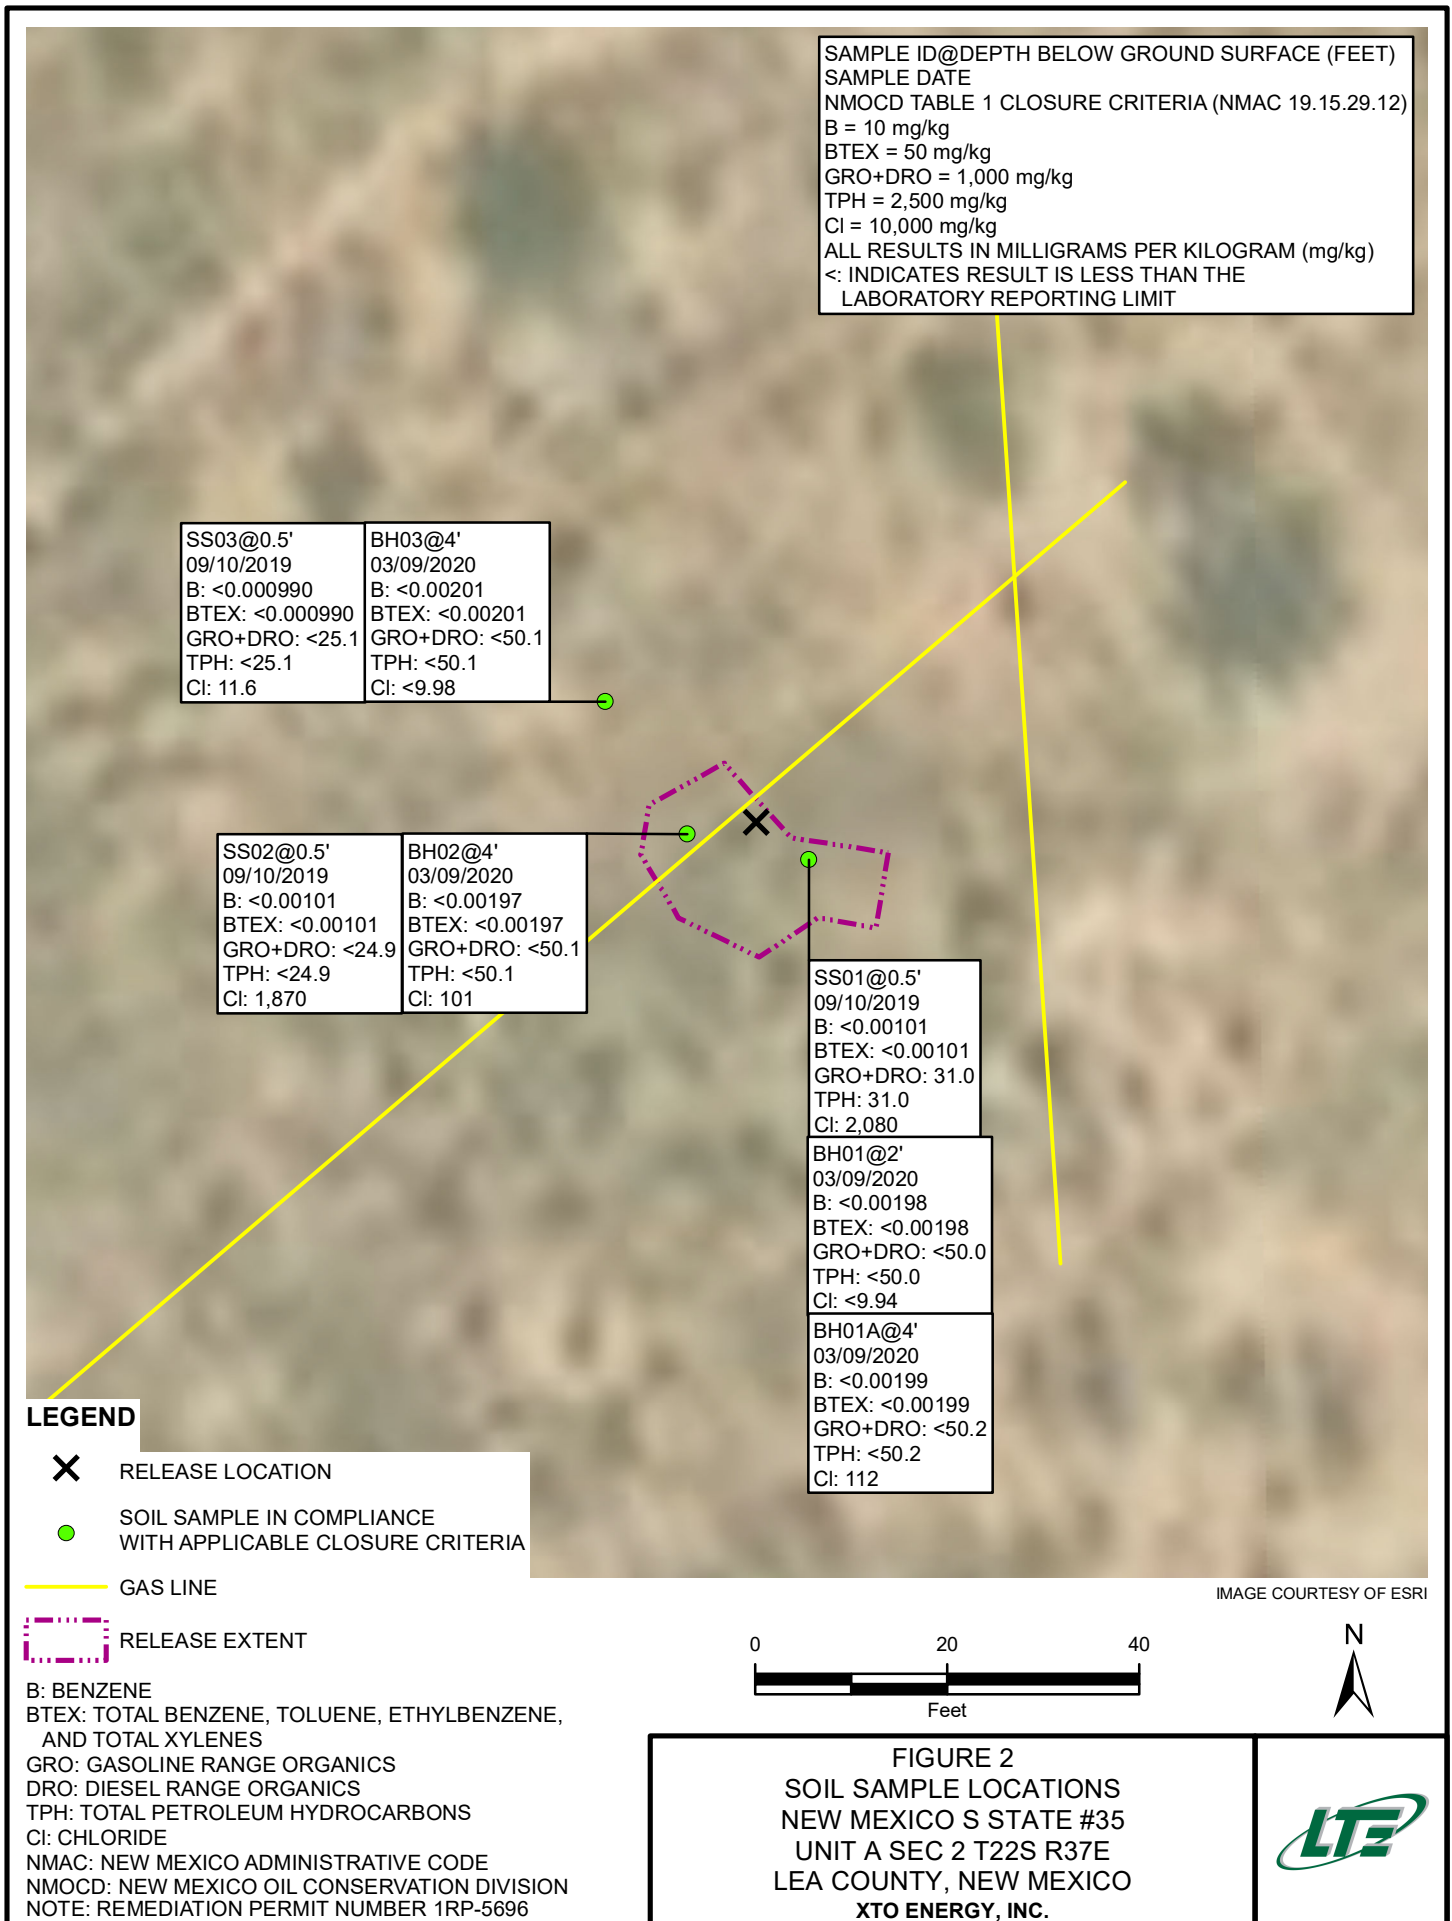 SAMPLE ID@DEPTH BELOW GROUND SURFACE (FEET)
SAMPLE DATE
NMOCD TABLE 1 CLOSURE CRITERIA (NMAC 19.15.29.12)
B = 10 mg/kg
BTEX = 50 mg/kg
GRO+DRO = 1,000 mg/kg
TPH = 2,500 mg/kg
Cl = 10,000 mg/kg
ALL RESULTS IN MILLIGRAMS PER KILOGRAM (mg/kg)
<: INDICATES RESULT IS LESS THAN THE
LABORATORY REPORTING LIMIT
SS03@0.5'
09/10/2019
B: <0.000990
BTEX: <0.000990
GRO+DRO: <25.1
TPH: <25.1
Cl: 11.6
BH03@4'
03/09/2020
B: <0.00201
BTEX: <0.00201
GRO+DRO: <50.1
TPH: <50.1
Cl: <9.98
SS02@0.5'
09/10/2019
B: <0.00101
BTEX: <0.00101
GRO+DRO: <24.9
TPH: <24.9
Cl: 1,870
BH02@4'
03/09/2020
B: <0.00197
BTEX: <0.00197
GRO+DRO: <50.1
TPH: <50.1
Cl: 101
SS01@0.5'
09/10/2019
B: <0.00101
BTEX: <0.00101
GRO+DRO: 31.0
TPH: 31.0
Cl: 2,080
BH01@2'
03/09/2020
B: <0.00198
BTEX: <0.00198
GRO+DRO: <50.0
TPH: <50.0
Cl: <9.94
BH01A@4'
03/09/2020
B: <0.00199
BTEX: <0.00199
GRO+DRO: <50.2
TPH: <50.2
Cl: 112
LEGEND
RELEASE LOCATION
SOIL SAMPLE IN COMPLIANCE
WITH APPLICABLE CLOSURE CRITERIA
GAS LINE
RELEASE EXTENT
B: BENZENE
BTEX: TOTAL BENZENE, TOLUENE, ETHYLBENZENE,
AND TOTAL XYLENES
GRO: GASOLINE RANGE ORGANICS
DRO: DIESEL RANGE ORGANICS
TPH: TOTAL PETROLEUM HYDROCARBONS
Cl: CHLORIDE
NMAC: NEW MEXICO ADMINISTRATIVE CODE
NMOCD: NEW MEXICO OIL CONSERVATION DIVISION
NOTE: REMEDIATION PERMIT NUMBER 1RP-5696
IMAGE COURTESY OF ESRI
0 20 40
Feet
N
FIGURE 2
SOIL SAMPLE LOCATIONS
NEW MEXICO S STATE #35
UNIT A SEC 2 T22S R37E
LEA COUNTY, NEW MEXICO
XTO ENERGY, INC.
LTE